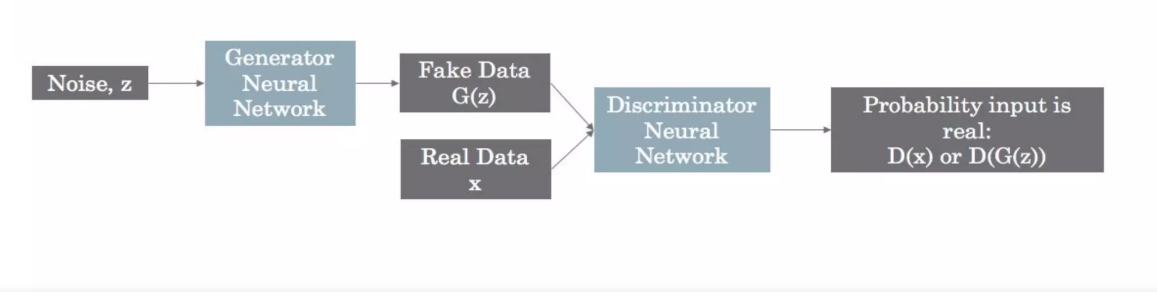 Noise, z
Generator
Neural
Network
Fake Data
G(z)
Real Data
x
Discriminator
Neural
Network
Probability input is
real:
D(x) or D(G(z))